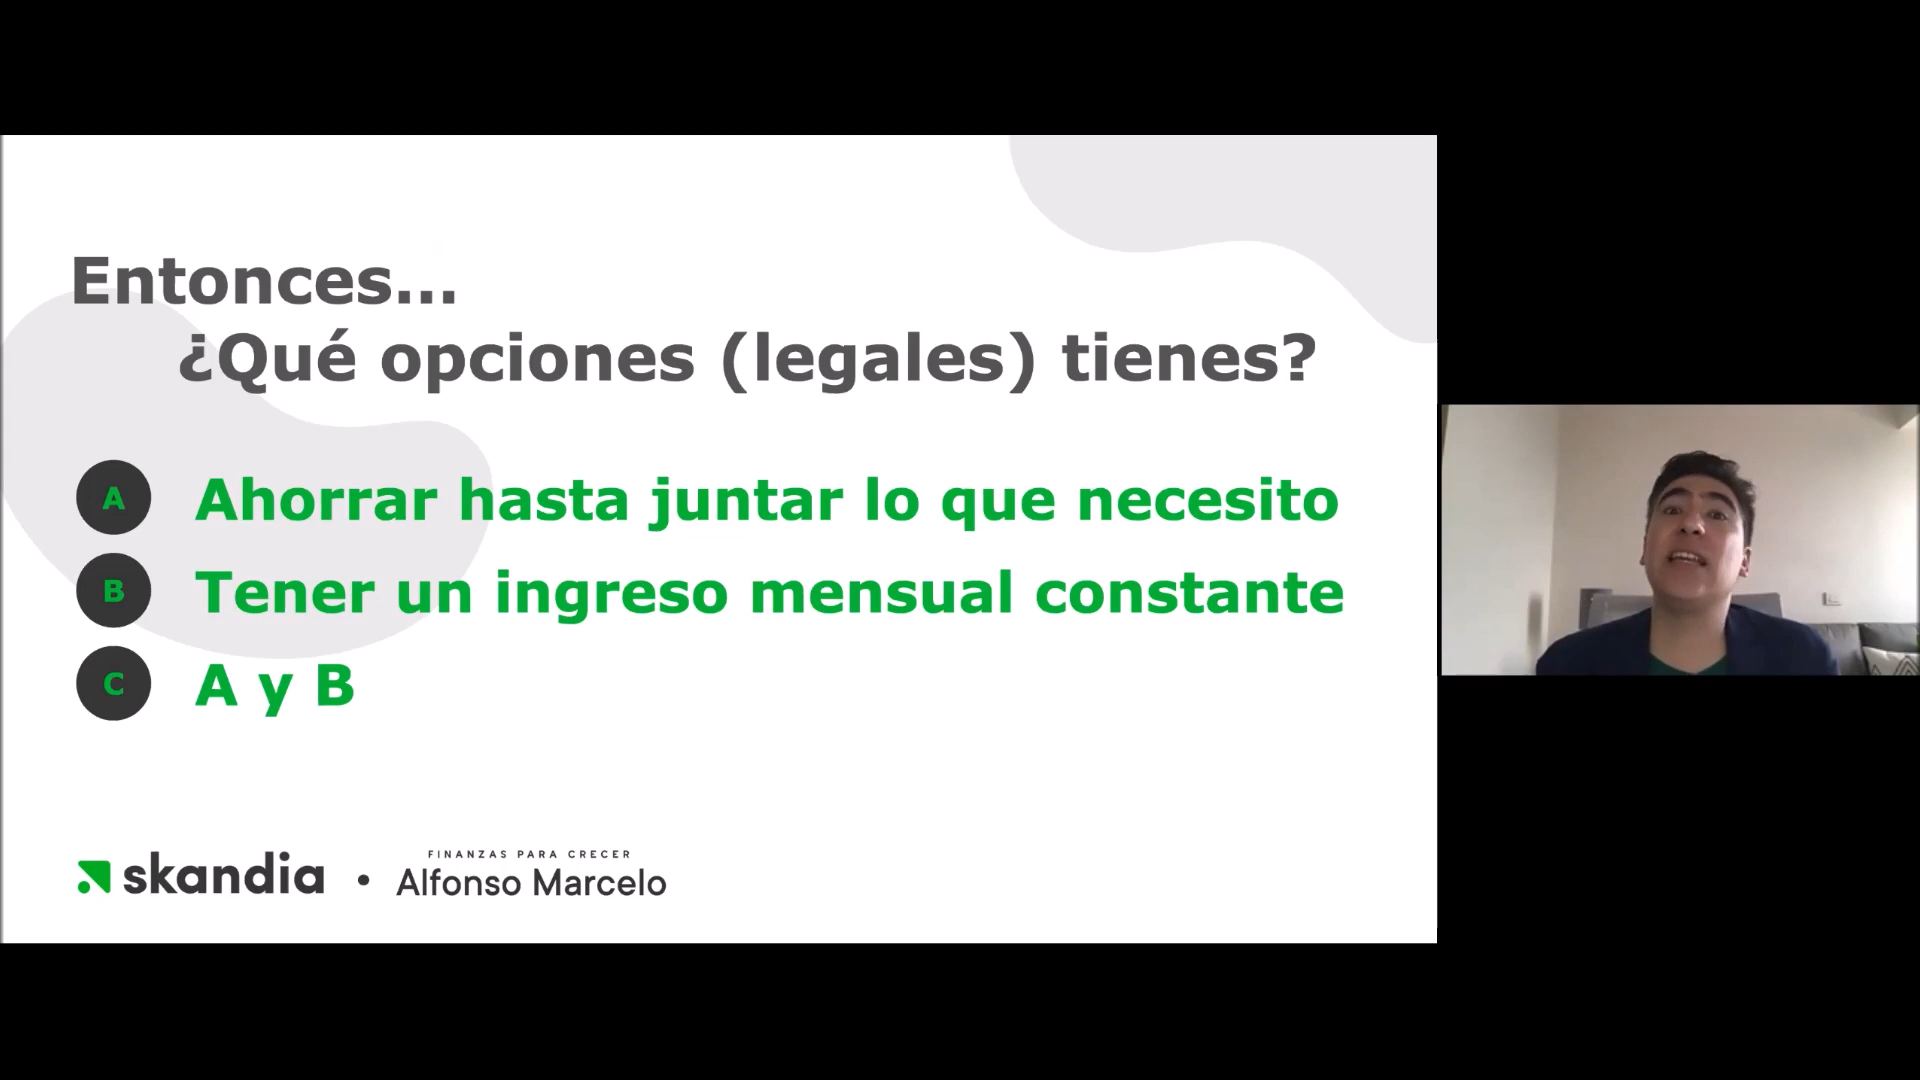 Entonces...
¿Qué opciones (legales) tienes?
A Ahorrar hasta juntar lo que necesito
B Tener un ingreso mensual constante
C A y B
FINANZAS PARA CRECER
skandia • Alfonso Marcelo